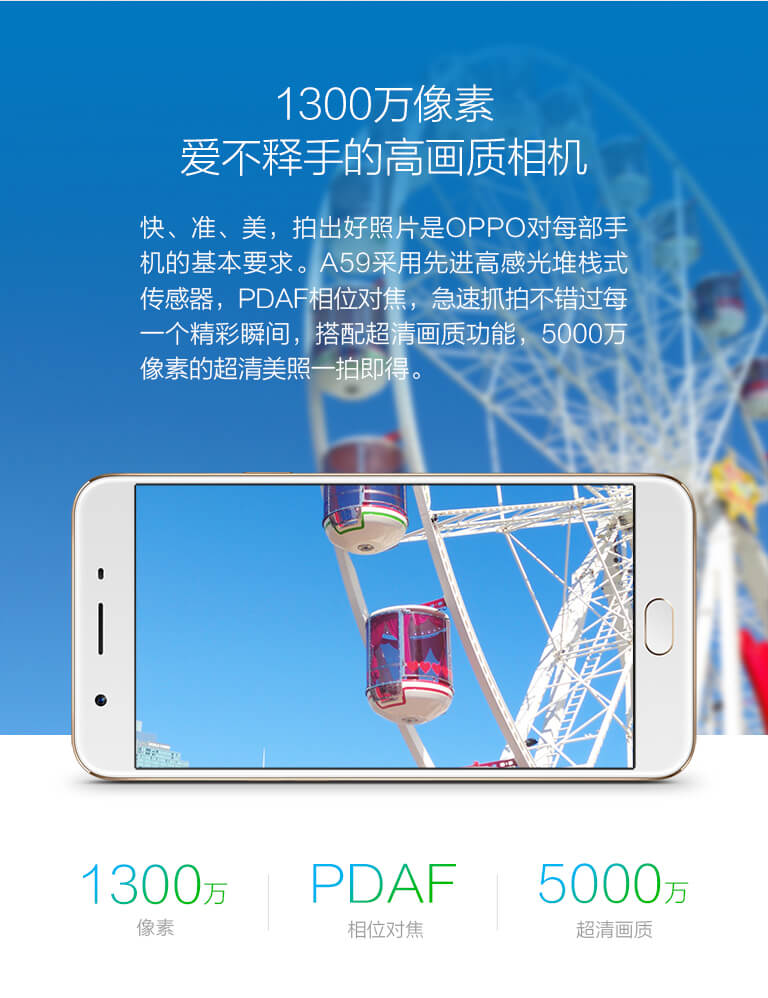 1300万像素
爱不释手的高画质相机
快、准、美，拍出好照片是OPPO对每部手
机的基本要求。A59采用先进高感光堆栈式
传感器，PDAF相位对焦，急速抓拍不错过每
一个精彩瞬间，搭配超清画质功能，5000万
像素的超清美照一拍即得。
1300万
像素
PDAF
相位对焦
5000万
超清画质